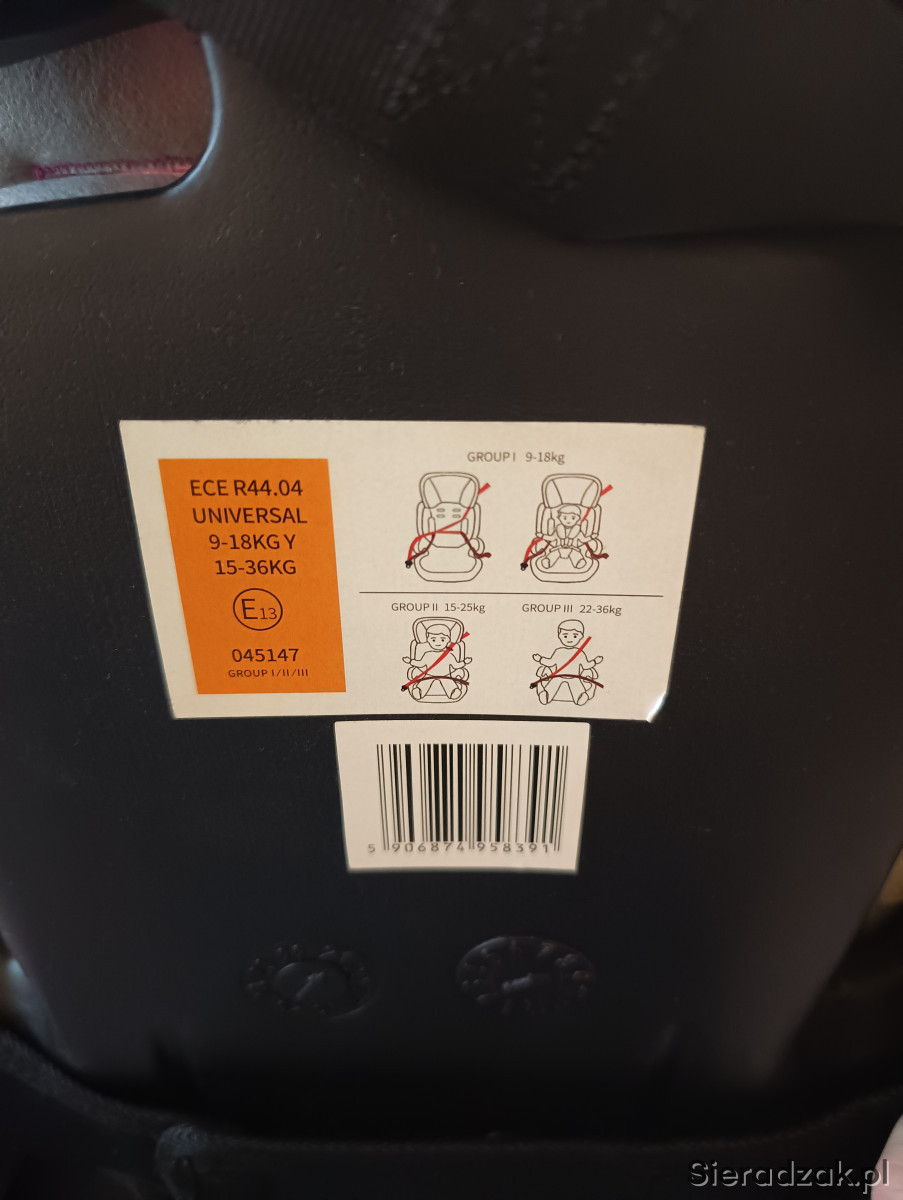 ECE R44.04
UNIVERSAL
9-18KG Y
15-36KG
E13
045147
GROUP I/II/III
GROUP I 9-18kg
GROUP II 15-25kg
GROUP III 22-36kg
5 906874 958391
Sieradzak.pl